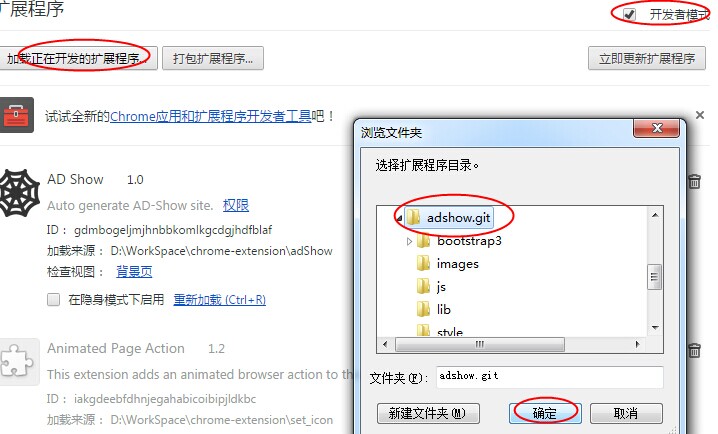 扩展程序
开发者模式
加载正在开发的扩展程序...
打包扩展程序...
立即更新扩展程序
试试全新的Chrome应用和扩展程序开发者工具吧！
AD Show 1.0
Auto generate AD-Show site. 权限
ID： gdmbogeljmjhnbbkomlkgcdgjhdfblaf
加载来源： D:\WorkSpace\chrome-extension\adShow
检查视图： 背景页
在隐身模式下启用 重新加载 (Ctrl+R)
Animated Page Action 1.2
This extension adds an animated browser action to the
ID： iakgdeebfdhnjegahabicoibipjldkbc
加载来源： D:\WorkSpace\chrome-extension\set_icon
浏览文件夹
选择扩展程序目录。
adshow.git
bootstrap3
images
js
lib
style
文件夹(F)： adshow.git
新建文件夹(M)
确定
取消